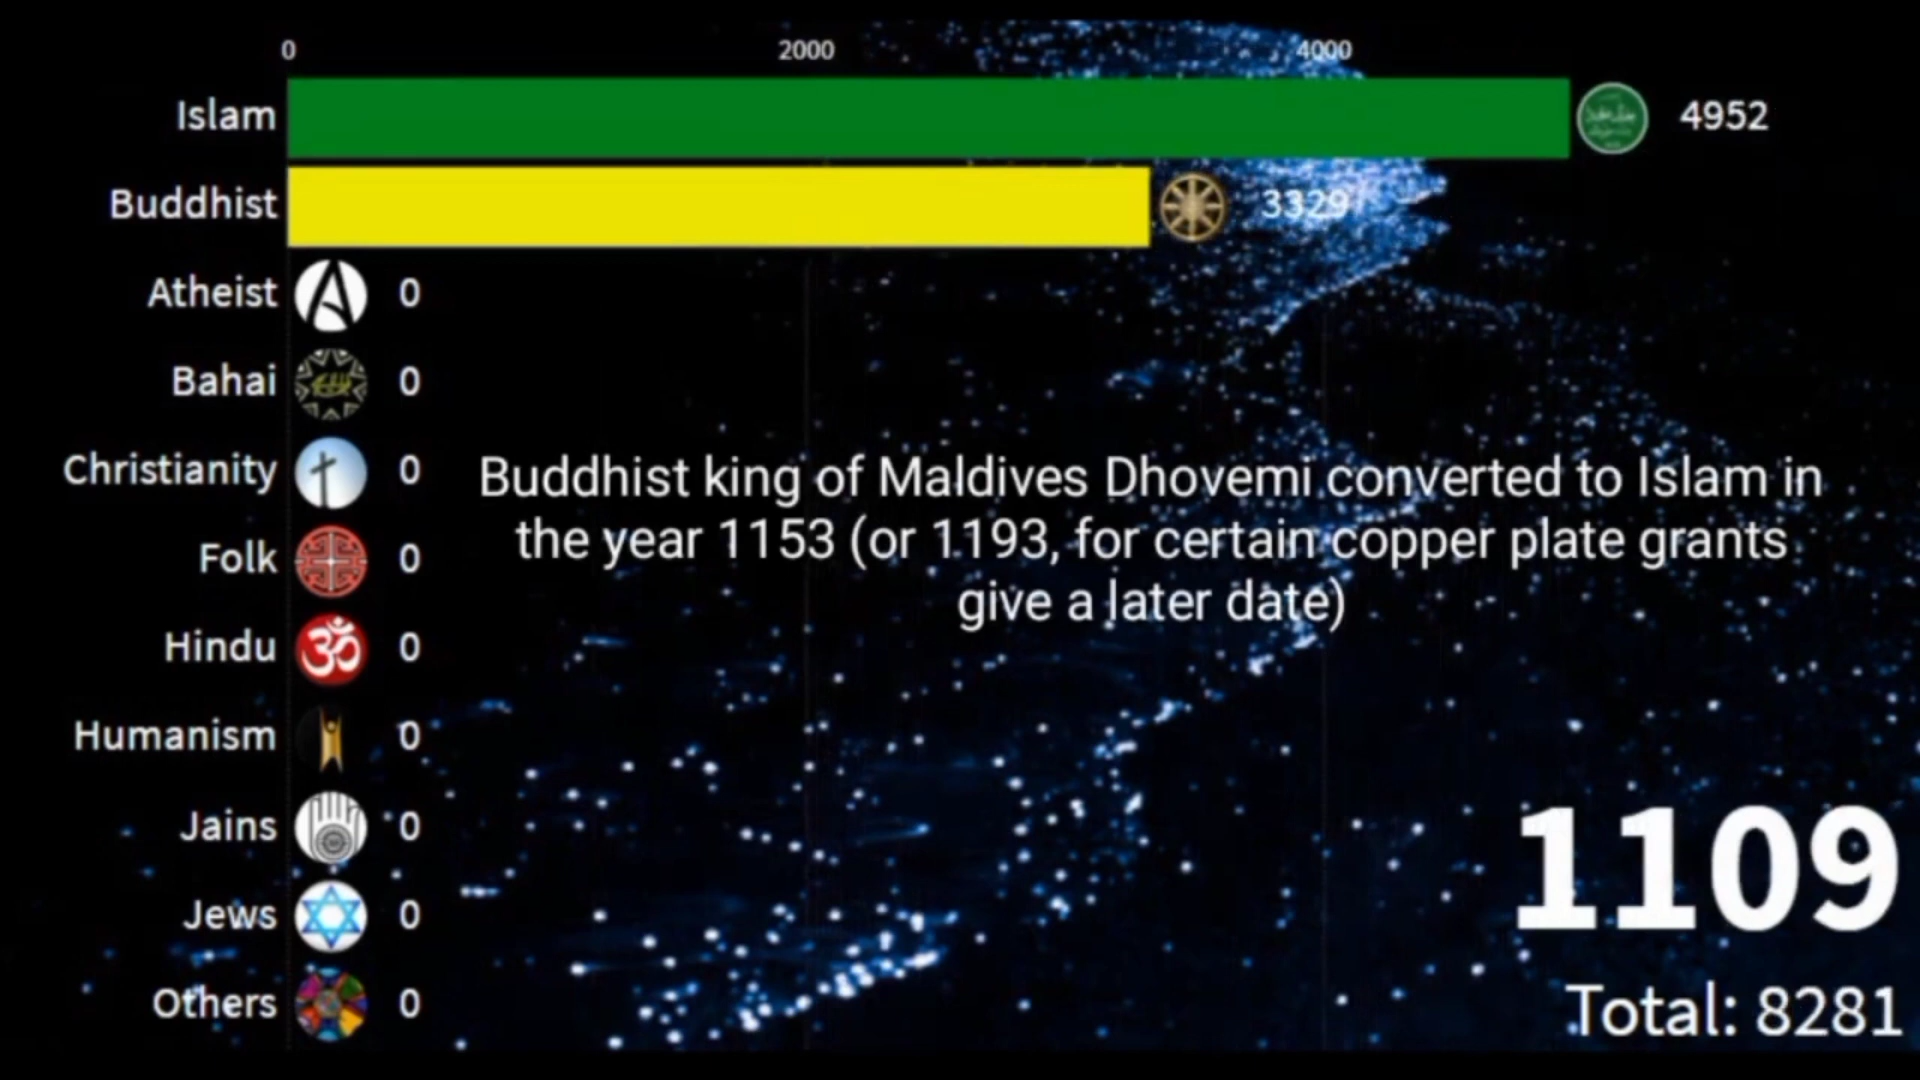 0 2000 4000
Islam 4952
Buddhist 3329
Atheist 0
Bahai 0
Christianity 0
Folk 0
Hindu 0
Humanism 0
Jains 0
Jews 0
Others 0
Buddhist king of Maldives Dhovemi converted to Islam in
the year 1153 (or 1193, for certain copper plate grants
give a later date)
1109
Total: 8281